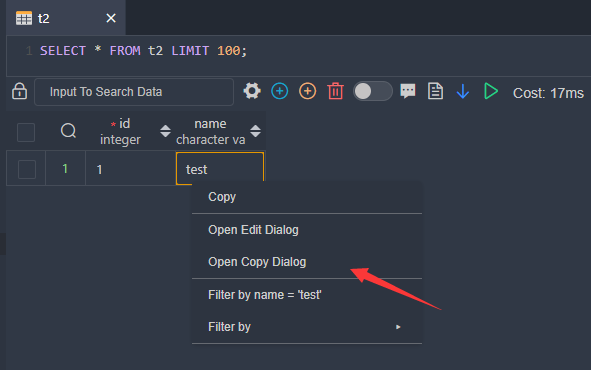 t2
1 SELECT * FROM t2 LIMIT 100;
Input To Search Data
Cost: 17ms
* id name
integer character va
1 1 test
Copy
Open Edit Dialog
Open Copy Dialog
Filter by name = 'test'
Filter by